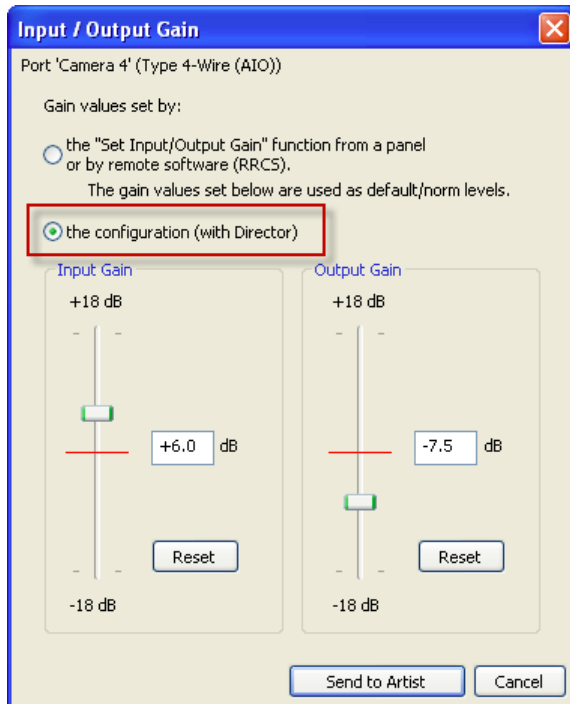 Input / Output Gain
Port 'Camera 4' (Type 4-Wire (AIO))
Gain values set by:
the "Set Input/Output Gain" function from a panel
or by remote software (RRCS).
The gain values set below are used as default/norm levels.
the configuration (with Director)
Input Gain
+18 dB
+6.0 dB
Reset
-18 dB
Output Gain
+18 dB
-7.5 dB
Reset
-18 dB
Send to Artist
Cancel